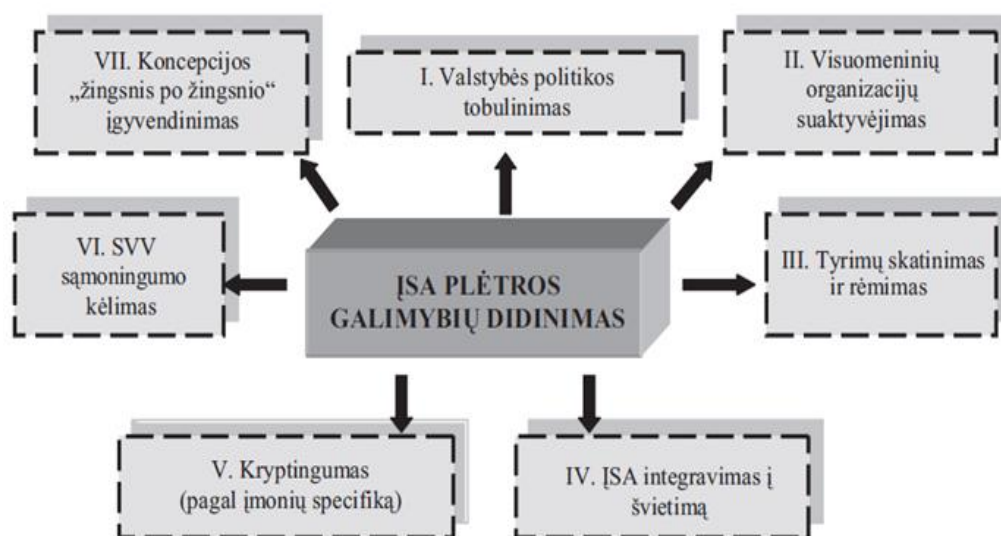 VII. Koncepcijos
„žingsnis po žingsnio“
įgyvendinimas
I. Valstybės politikos
tobulinimas
II. Visuomeninių
organizacijų
suaktyvėjimas
VI. SVV
sąmoningumo
kėlimas
ĮSA PLĖTROS
GALIMYBIŲ DIDINIMAS
III. Tyrimų skatinimas
ir rėmimas
V. Kryptingumas
(pagal įmonių specifiką)
IV. ĮSA integravimas į
švietimą